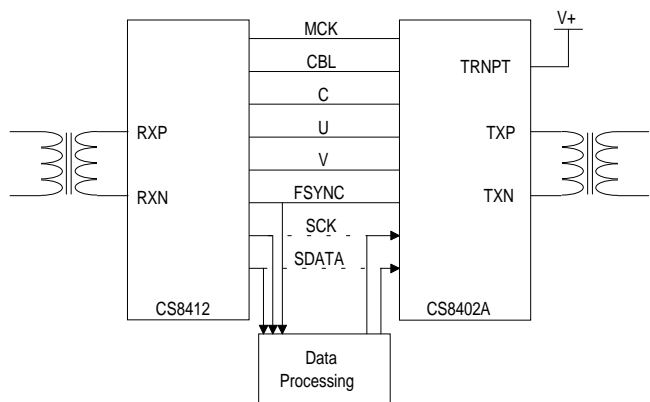 MCK
V+
CBL
TRNPT
C
RXP
U
TXP
V
RXN
FSYNC
TXN
SCK
SDATA
CS8412
CS8402A
Data
Processing